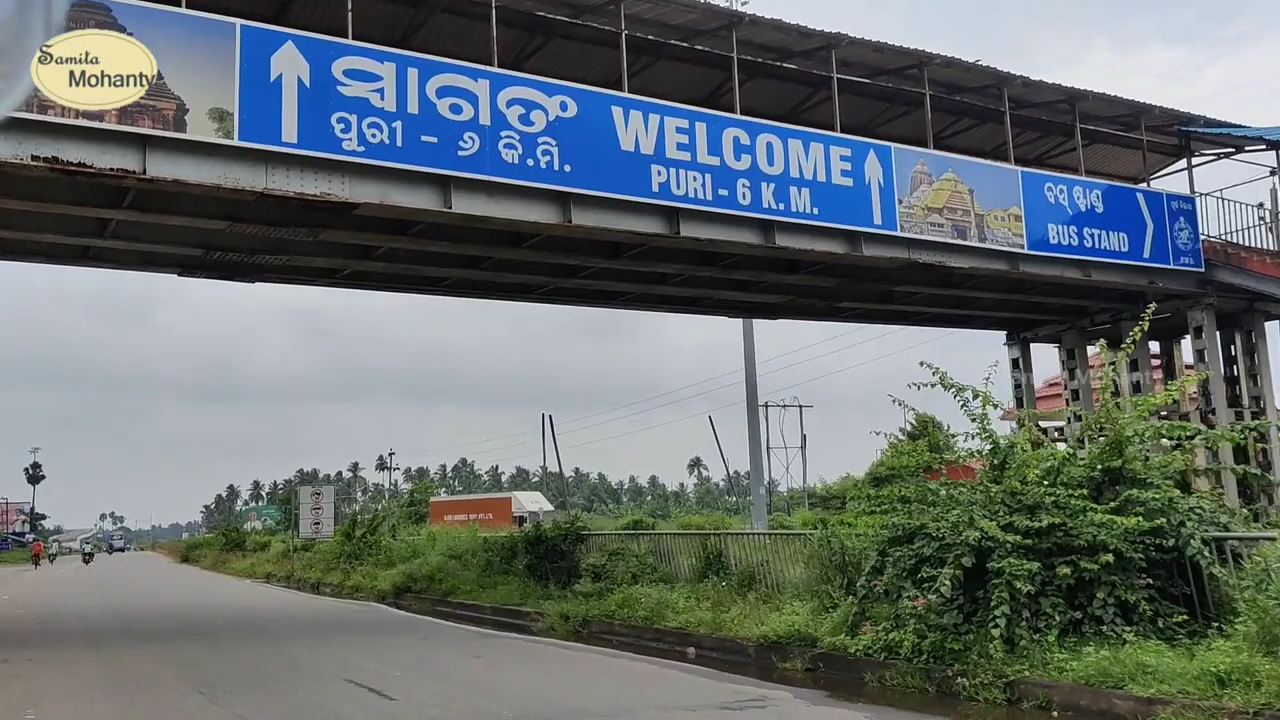 Samita
Mohanty
ସ୍ୱାଗତଂ
ପୁରୀ - ୬ କି.ମି.
WELCOME
PURI - 6 K.M.
ବସ୍ ଷ୍ଟାଣ୍ଡ
BUS STAND